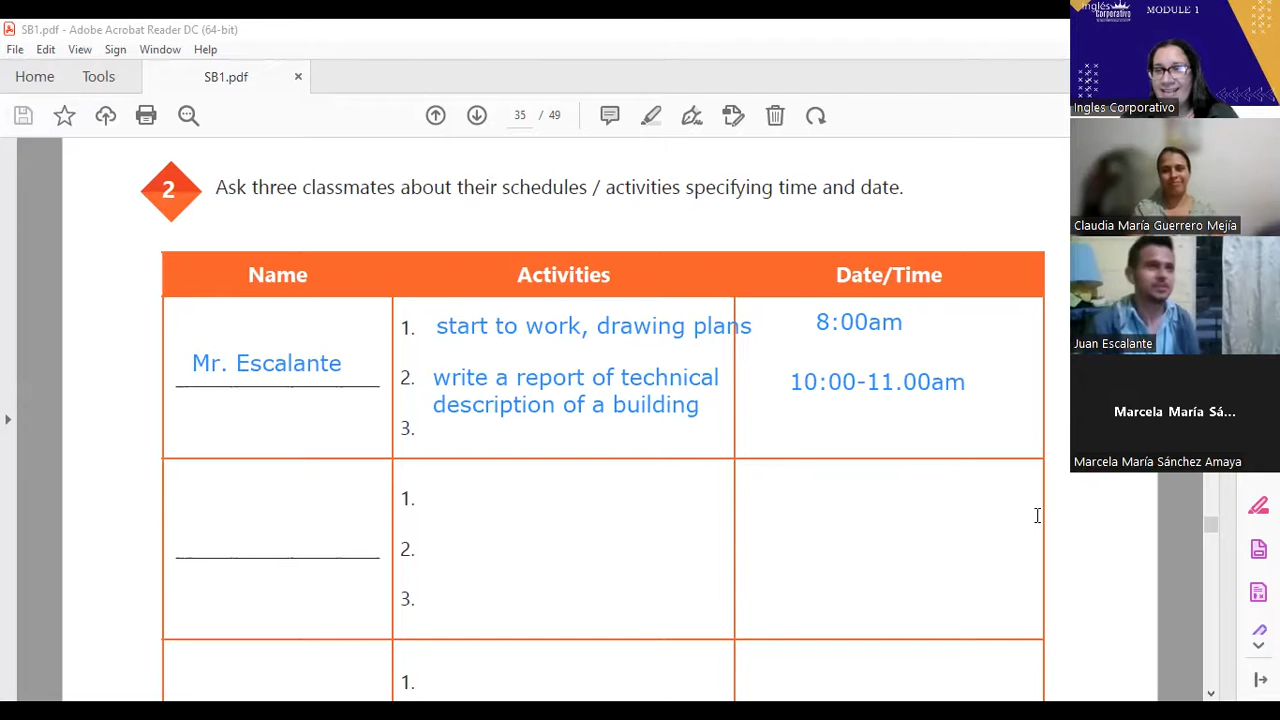 SB1.pdf - Adobe Acrobat Reader DC (64-bit)
File Edit View Sign Window Help
Home Tools SB1.pdf ×
35 / 49
2 Ask three classmates about their schedules / activities specifying time and date.
Name Activities Date/Time
Mr. Escalante
1. start to work, drawing plans 8:00am
2. write a report of technical description of a building 10:00-11.00am
3.
1.
2.
3.
1.
Inglés corporativo
MODULE 1
Ingles Corporativo
Claudia María Guerrero Mejía
Juan Escalante
Marcela María Sá...
Marcela María Sánchez Amaya